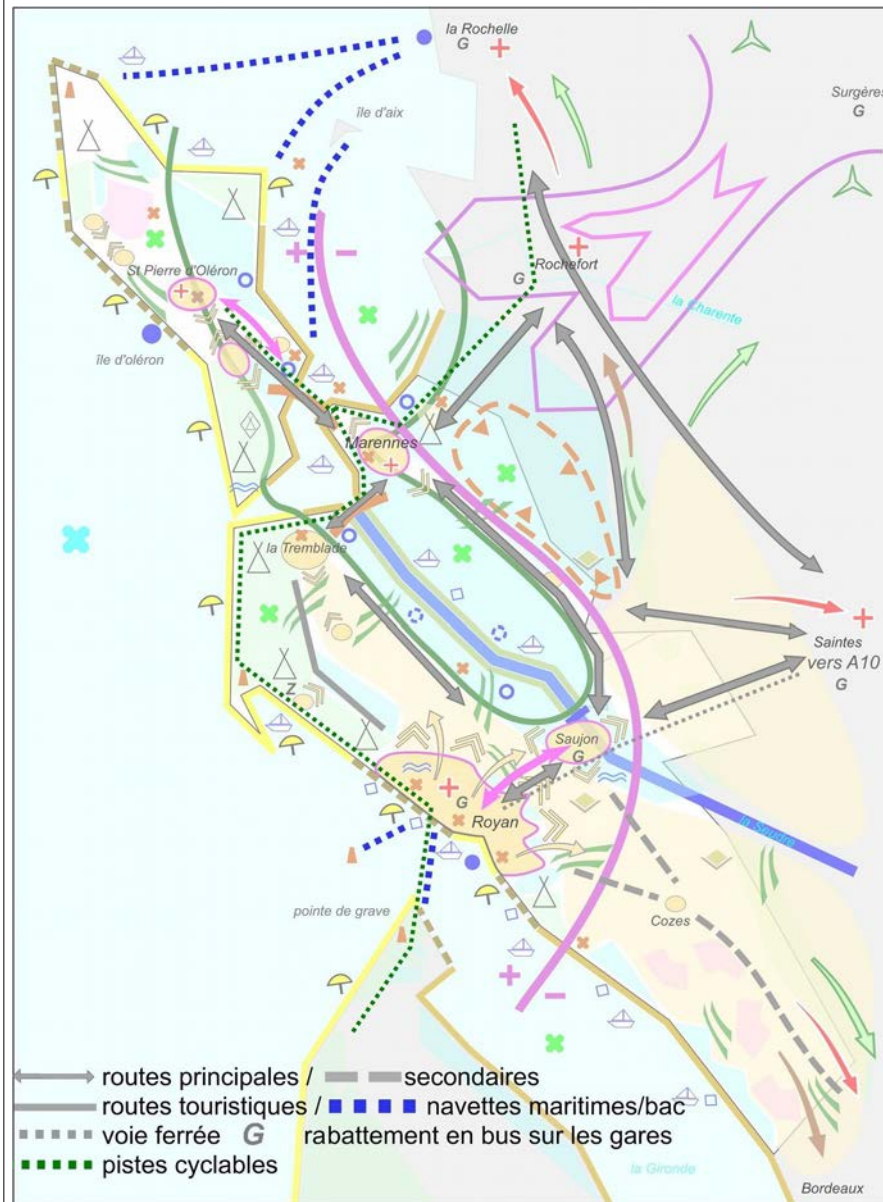 la Rochelle
G
Surgères
G
île d'aix
St Pierre d'Oléron
Rochefort
G
la Charente
île d'oléron
Marennes
la Tremblade
Saintes
vers A10
G
Z
Saujon
G
G
Royan
la Seudre
pointe de grave
Cozes
routes principales / secondaires
routes touristiques / navettes maritimes/bac
voie ferrée G rabattement en bus sur les gares
pistes cyclables
la Gironde
Bordeaux